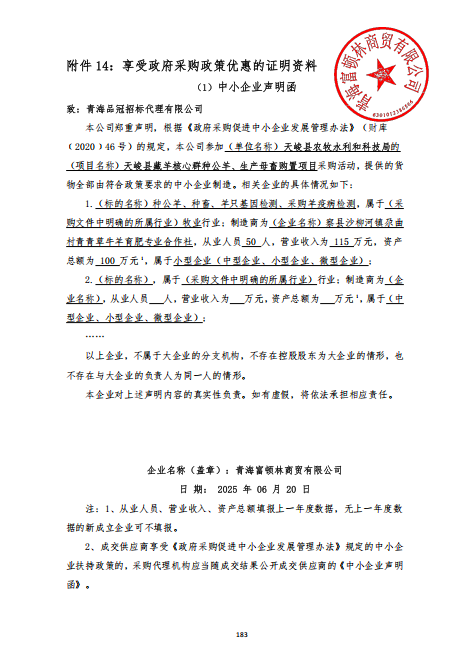 附件 14：享受政府采购政策优惠的证明资料
（1）中小企业声明函
致：青海品冠招标代理有限公司
本公司郑重声明，根据《政府采购促进中小企业发展管理办法》（财库
﹝2020﹞46 号）的规定，本公司参加（单位名称）天峻县农牧水利和科技局的
（项目名称）天峻县藏羊核心群种公羊、生产母畜购置项目采购活动，提供的货
物全部由符合政策要求的中小企业制造。相关企业的具体情况如下：
1.（标的名称）种公羊、种畜、羊只基因检测、采购羊疫病检测，属于（采
购文件中明确的所属行业）牧业行业；制造商为（企业名称）察县沙柳河镇尕曲
村青青草牛羊育肥专业合作社，从业人员 50 人，营业收入为 115 万元，资产
总额为 100 万元¹，属于小型企业（中型企业、小型企业、微型企业）；
2.（标的名称），属于（采购文件中明确的所属行业）行业；制造商为（企
业名称），从业人员___人，营业收入为___万元，资产总额为___万元¹，属于（中
型企业、小型企业、微型企业）；
……
以上企业，不属于大企业的分支机构，不存在控股股东为大企业的情形，也
不存在与大企业的负责人为同一人的情形。
本企业对上述声明内容的真实性负责。如有虚假，将依法承担相应责任。
企业名称（盖章）：青海富顿林商贸有限公司
日 期： 2025 年 06 月 20 日
注：1、从业人员、营业收入、资产总额填报上一年度数据，无上一年度数
据的新成立企业可不填报。
2、成交供应商享受《政府采购促进中小企业发展管理办法》规定的中小企
业扶持政策的，采购代理机构应当随成交结果公开成交供应商的《中小企业声明
函》。
183
青海富顿林商贸有限公司